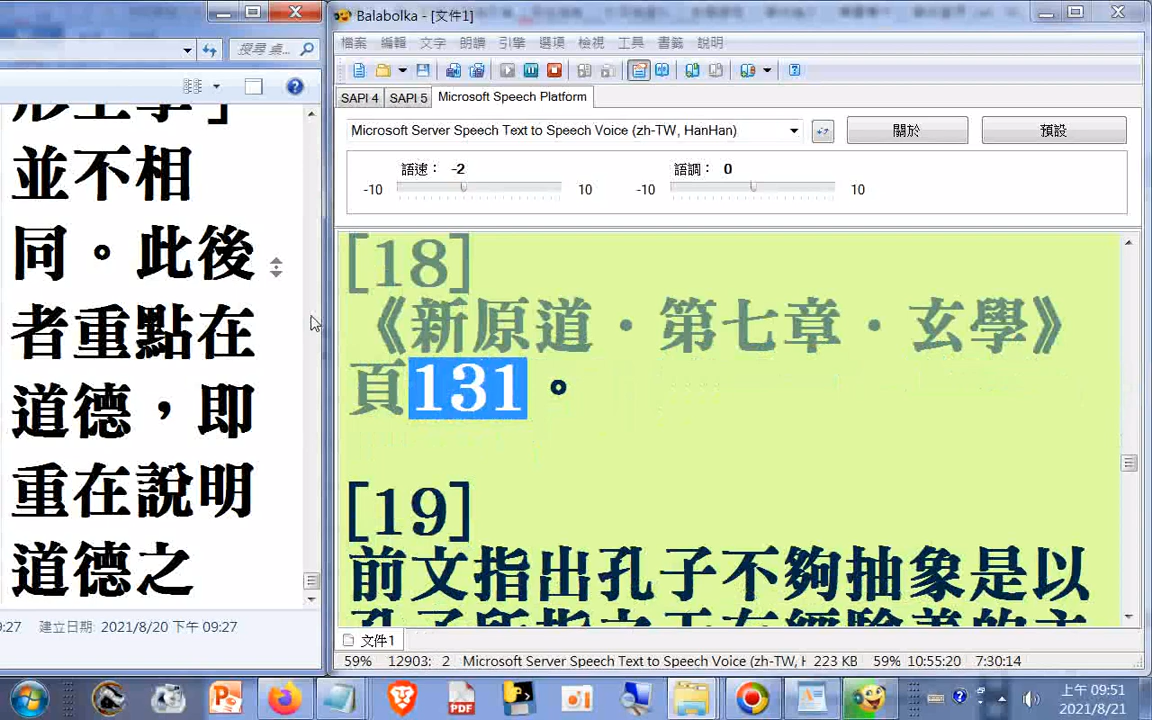 搜尋 桌...
形上學」
並不相
同。此後
者重點在
道德，即
重在說明
道德之
9:27 建立日期: 2021/8/20 下午 09:27
Balabolka - [文件1]
檔案 編輯 文字 朗讀 引擎 選項 檢視 工具 書籤 說明
SAPI 4 SAPI 5 Microsoft Speech Platform
Microsoft Server Speech Text to Speech Voice (zh-TW, HanHan) 關於 預設
語速： -2 語調： 0
-10 10 -10 10
[18]
《新原道．第七章．玄學》
頁131。
[19]
前文指出孔子不夠抽象是以
文件1
59% 12903: 2 Microsoft Server Speech Text to Speech Voice (zh-TW, H 223 KB 59% 10:55:20 7:30:14
上午 09:51
2021/8/21